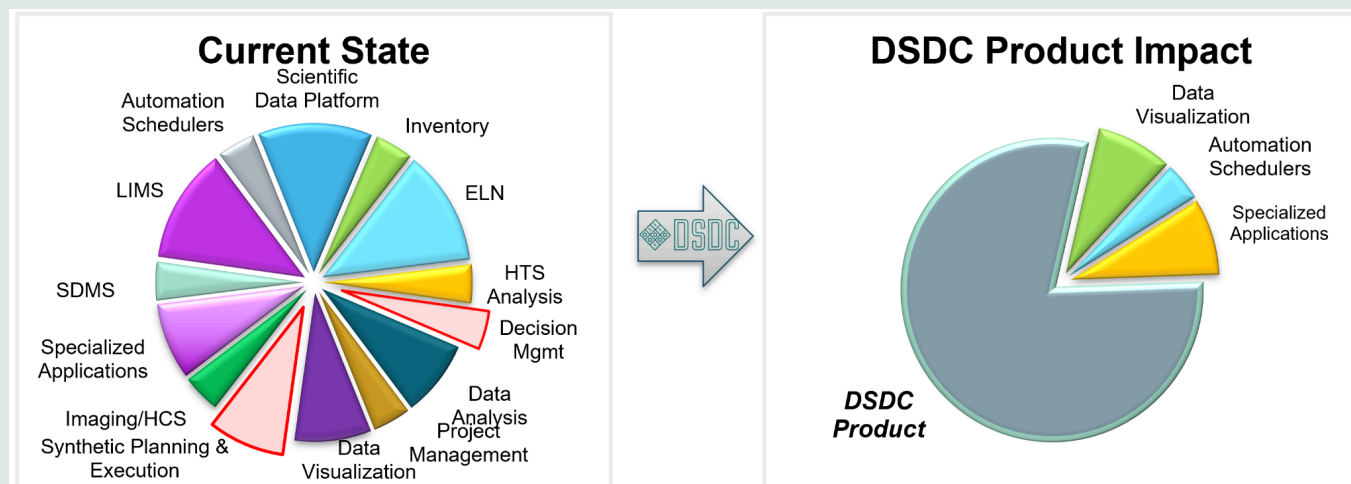 Current State
Scientific
Data Platform
Automation
Schedulers
Inventory
LIMS
ELN
SDMS
HTS
Analysis
Decision
Mgmt
Specialized
Applications
Data
Analysis
Project
Management
Imaging/HCS
Synthetic Planning &
Execution
Data
Visualization
DSDC
DSDC Product Impact
Data
Visualization
Automation
Schedulers
Specialized
Applications
DSDC
Product